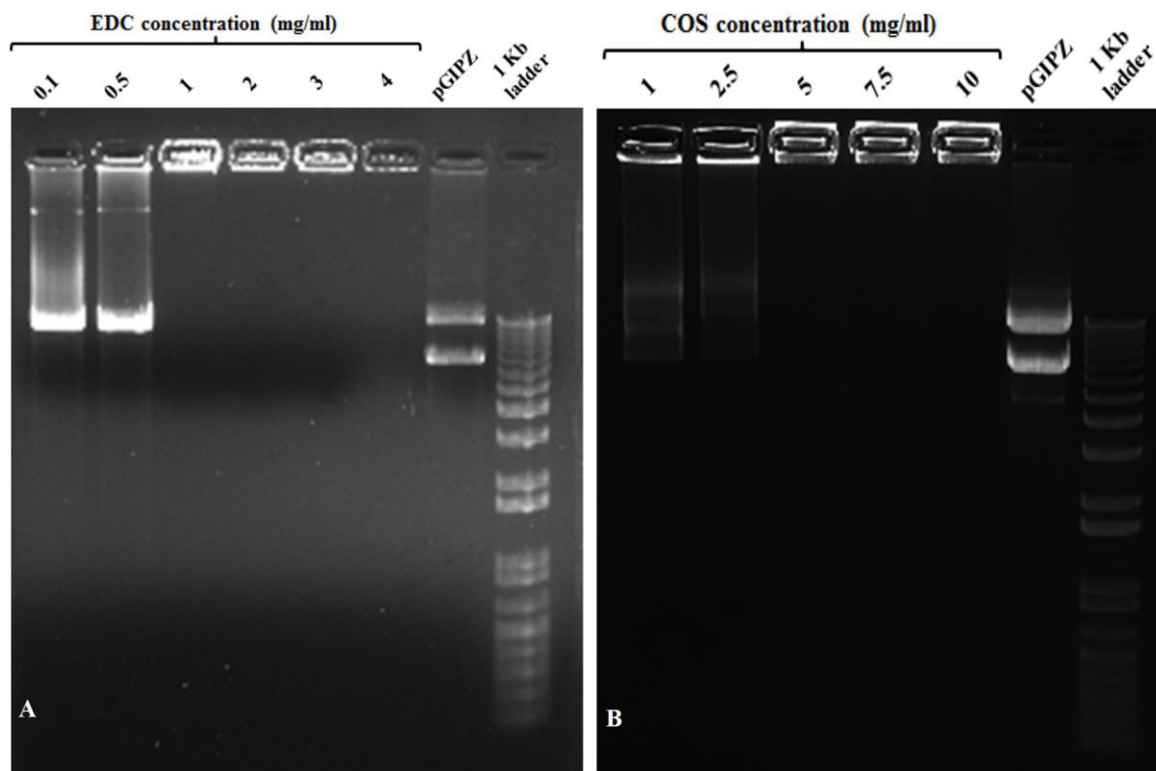 EDC concentration (mg/ml)
0.1 0.5 1 2 3 4 pGIPZ 1 Kb ladder
A
COS concentration (mg/ml)
1 2.5 5 7.5 10 pGIPZ 1 Kb ladder
B